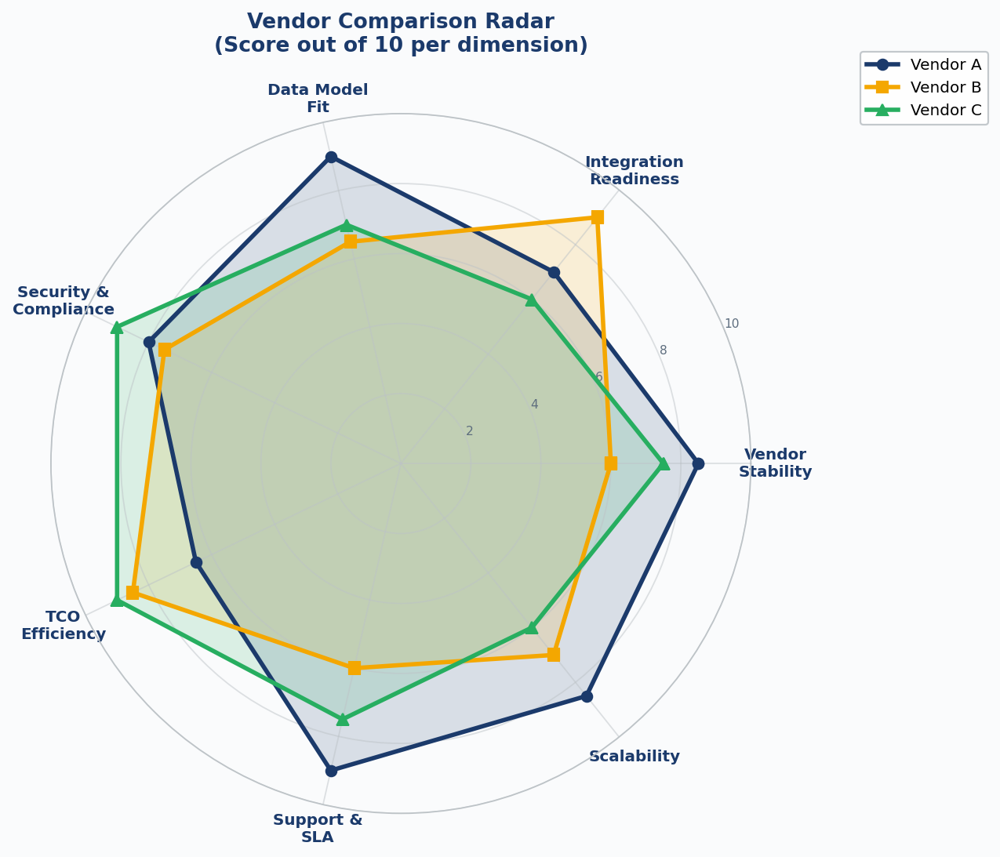 Vendor Comparison Radar
(Score out of 10 per dimension)
Vendor A
Vendor B
Vendor C
Data Model
Fit
Integration
Readiness
Security &
Compliance
10
8
6
4
2
Vendor
Stability
TCO
Efficiency
Scalability
Support &
SLA